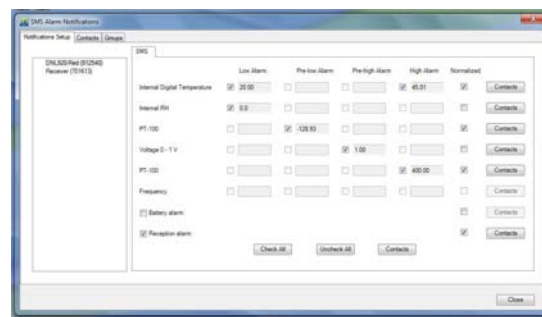 SMS Alarm Notifications
Notifications Setup Contacts Groups
DNL920-Red (912540)
Receiver (701613)
SMS
Low Alarm Pre-low Alarm Pre-high Alarm High Alarm Normalized
Internal Digital Temperature 20.00 45.01 Contacts
Internal RH 0.0 Contacts
PT-100 -128.93 Contacts
Voltage 0 - 1 V 1.00 Contacts
PT-100 400.00 Contacts
Frequency Contacts
Battery alarm Contacts
Reception alarm Contacts
Check All Uncheck All Contacts
Close